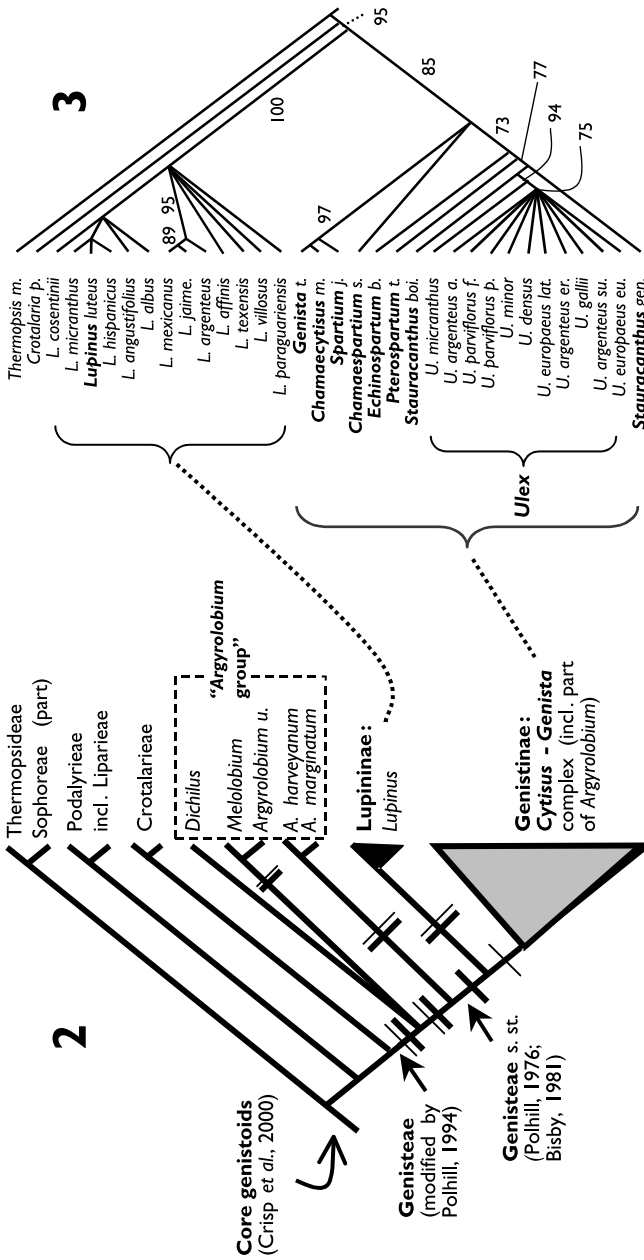 2
Core genistoids
(Crisp et al., 2000)
Genisteae
(modified by
Polhill, 1994)
Genisteae s. st.
(Polhill, 1976;
Bisby, 1981)
Thermopsideae
Sophoreae (part)
Podalyrieae
incl. Liparieae
Crotalarieae
Dichilus
Melolobium
Argyrolobium u.
A. harveyanum
A. marginatum
"Argyrolobium
group"
Lupininae :
Lupinus
Genistinae :
Cytisus - Genista
complex (incl. part
of Argyrolobium)
3
Thermopsis m.
Crotalaria p.
L. cosentinii
L. micranthus
Lupinus luteus
L. hispanicus
L. angustifolius
L. albus
L. mexicanus
L. jaime.
L. argenteus
L. affinis
L. texensis
L. villosus
L. paraguariensis
Genista t.
Chamaecytisus m.
Spartium j.
Chamaespartium s.
Echinospartum b.
Pterospartum t.
Stauracanthus boi.
U. micranthus
U. argenteus a.
U. parviflorus f.
U. parviflorus p.
U. minor
U. densus
U. europaeus lat.
U. argenteus er.
U. gallii
U. argenteus su.
U. europaeus eu.
Stauracanthus gen.
Ulex
95
100
89
95
85
97
73
77
94
75